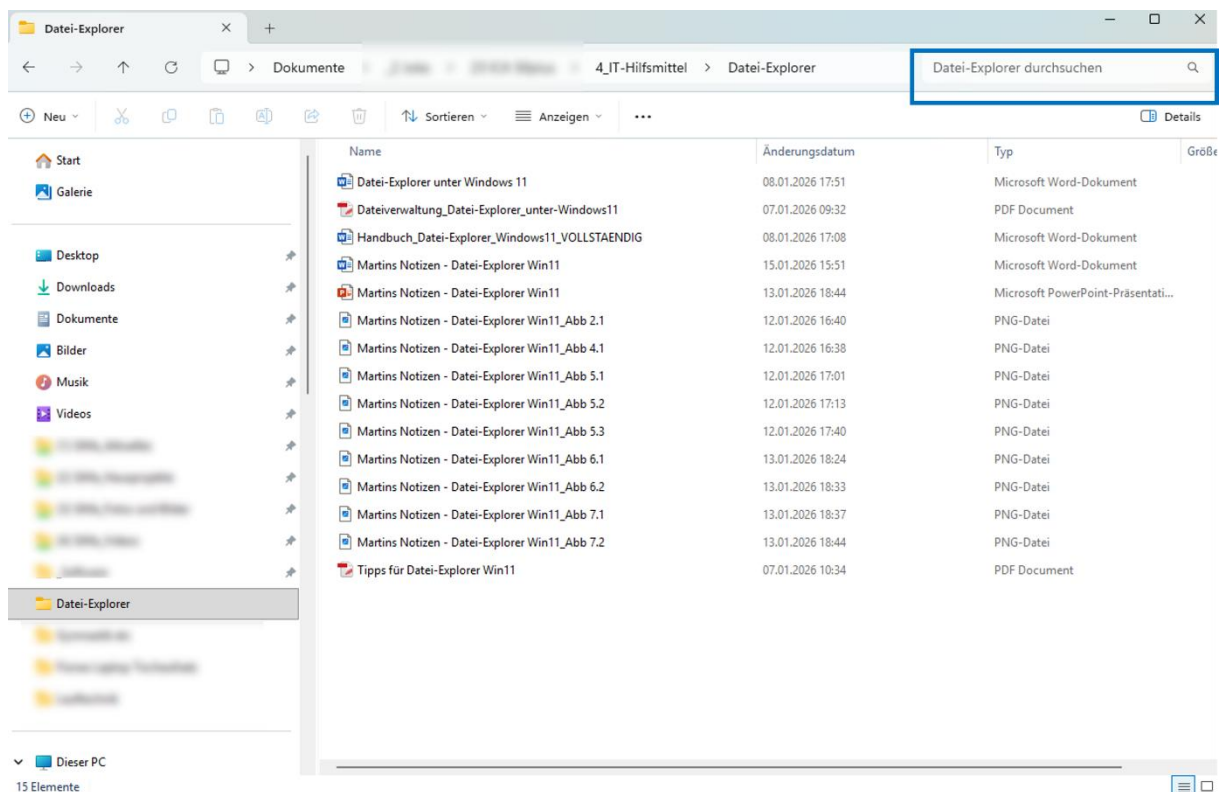 Datei-Explorer
Dokumente > 4_IT-Hilfsmittel > Datei-Explorer
Datei-Explorer durchsuchen
Neu
Sortieren
Anzeigen
Details
Start
Galerie
Desktop
Downloads
Dokumente
Bilder
Musik
Videos
Datei-Explorer
Dieser PC
Name Änderungsdatum Typ Größe
Datei-Explorer unter Windows 11 08.01.2026 17:51 Microsoft Word-Dokument
Dateiverwaltung_Datei-Explorer_unter-Windows11 07.01.2026 09:32 PDF Document
Handbuch_Datei-Explorer_Windows11_VOLLSTAENDIG 08.01.2026 17:08 Microsoft Word-Dokument
Martins Notizen - Datei-Explorer Win11 15.01.2026 15:51 Microsoft Word-Dokument
Martins Notizen - Datei-Explorer Win11 13.01.2026 18:44 Microsoft PowerPoint-Präsentati...
Martins Notizen - Datei-Explorer Win11_Abb 2.1 12.01.2026 16:40 PNG-Datei
Martins Notizen - Datei-Explorer Win11_Abb 4.1 12.01.2026 16:38 PNG-Datei
Martins Notizen - Datei-Explorer Win11_Abb 5.1 12.01.2026 17:01 PNG-Datei
Martins Notizen - Datei-Explorer Win11_Abb 5.2 12.01.2026 17:13 PNG-Datei
Martins Notizen - Datei-Explorer Win11_Abb 5.3 12.01.2026 17:40 PNG-Datei
Martins Notizen - Datei-Explorer Win11_Abb 6.1 13.01.2026 18:24 PNG-Datei
Martins Notizen - Datei-Explorer Win11_Abb 6.2 13.01.2026 18:33 PNG-Datei
Martins Notizen - Datei-Explorer Win11_Abb 7.1 13.01.2026 18:37 PNG-Datei
Martins Notizen - Datei-Explorer Win11_Abb 7.2 13.01.2026 18:44 PNG-Datei
Tipps für Datei-Explorer Win11 07.01.2026 10:34 PDF Document
15 Elemente